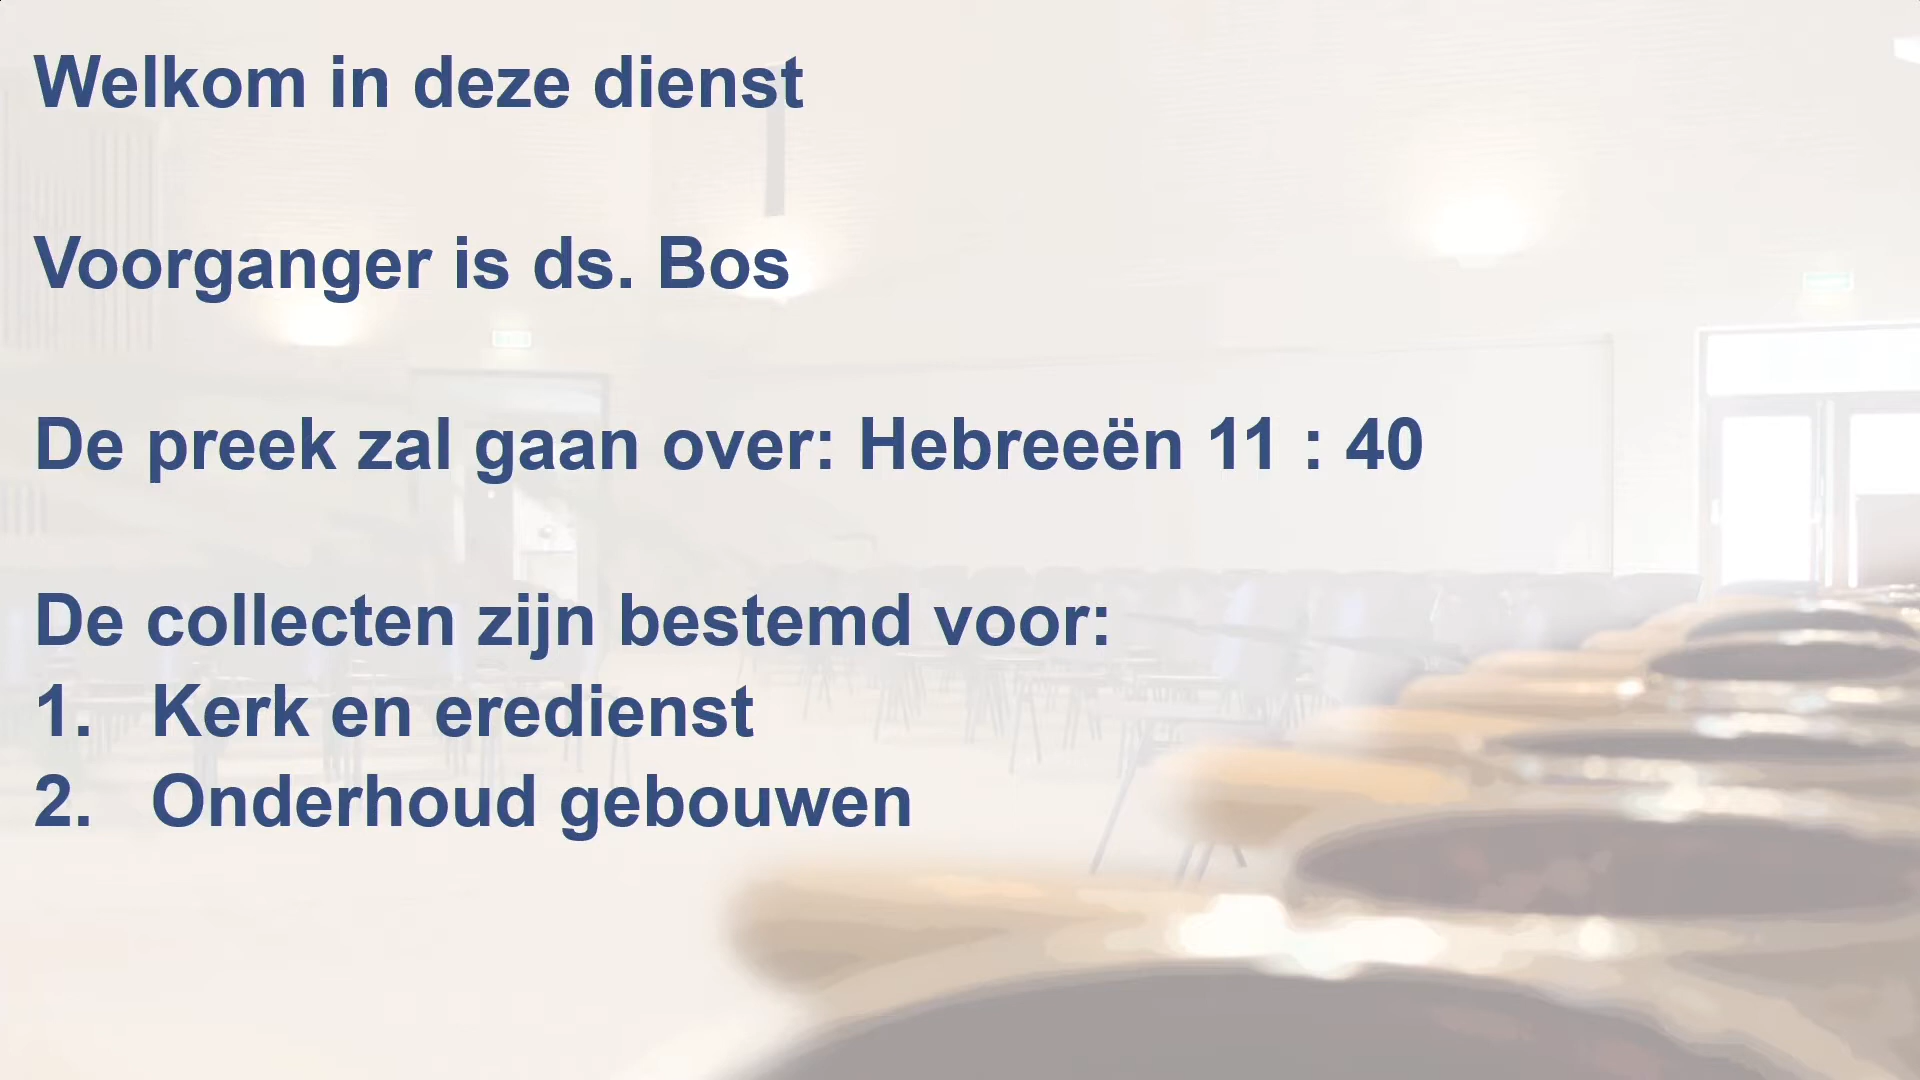 Welkom in deze dienst
Voorganger is ds. Bos
De preek zal gaan over: Hebreeën 11 : 40
De collecten zijn bestemd voor:
1. Kerk en eredienst
2. Onderhoud gebouwen